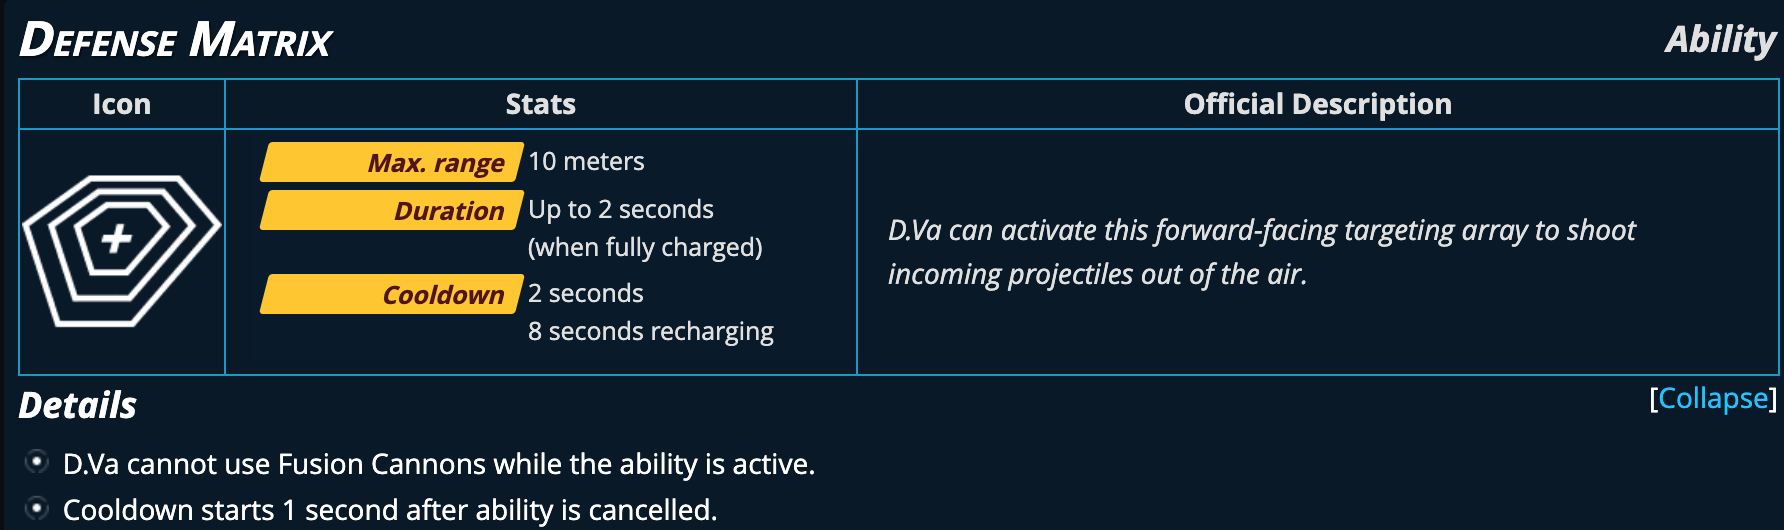 DEFENSE MATRIX
Ability
Icon
Stats
Official Description
Max. range
10 meters
Duration
Up to 2 seconds
(when fully charged)
Cooldown
2 seconds
8 seconds recharging
D.Va can activate this forward-facing targeting array to shoot
incoming projectiles out of the air.
Details
[Collapse]
D.Va cannot use Fusion Cannons while the ability is active.
Cooldown starts 1 second after ability is cancelled.